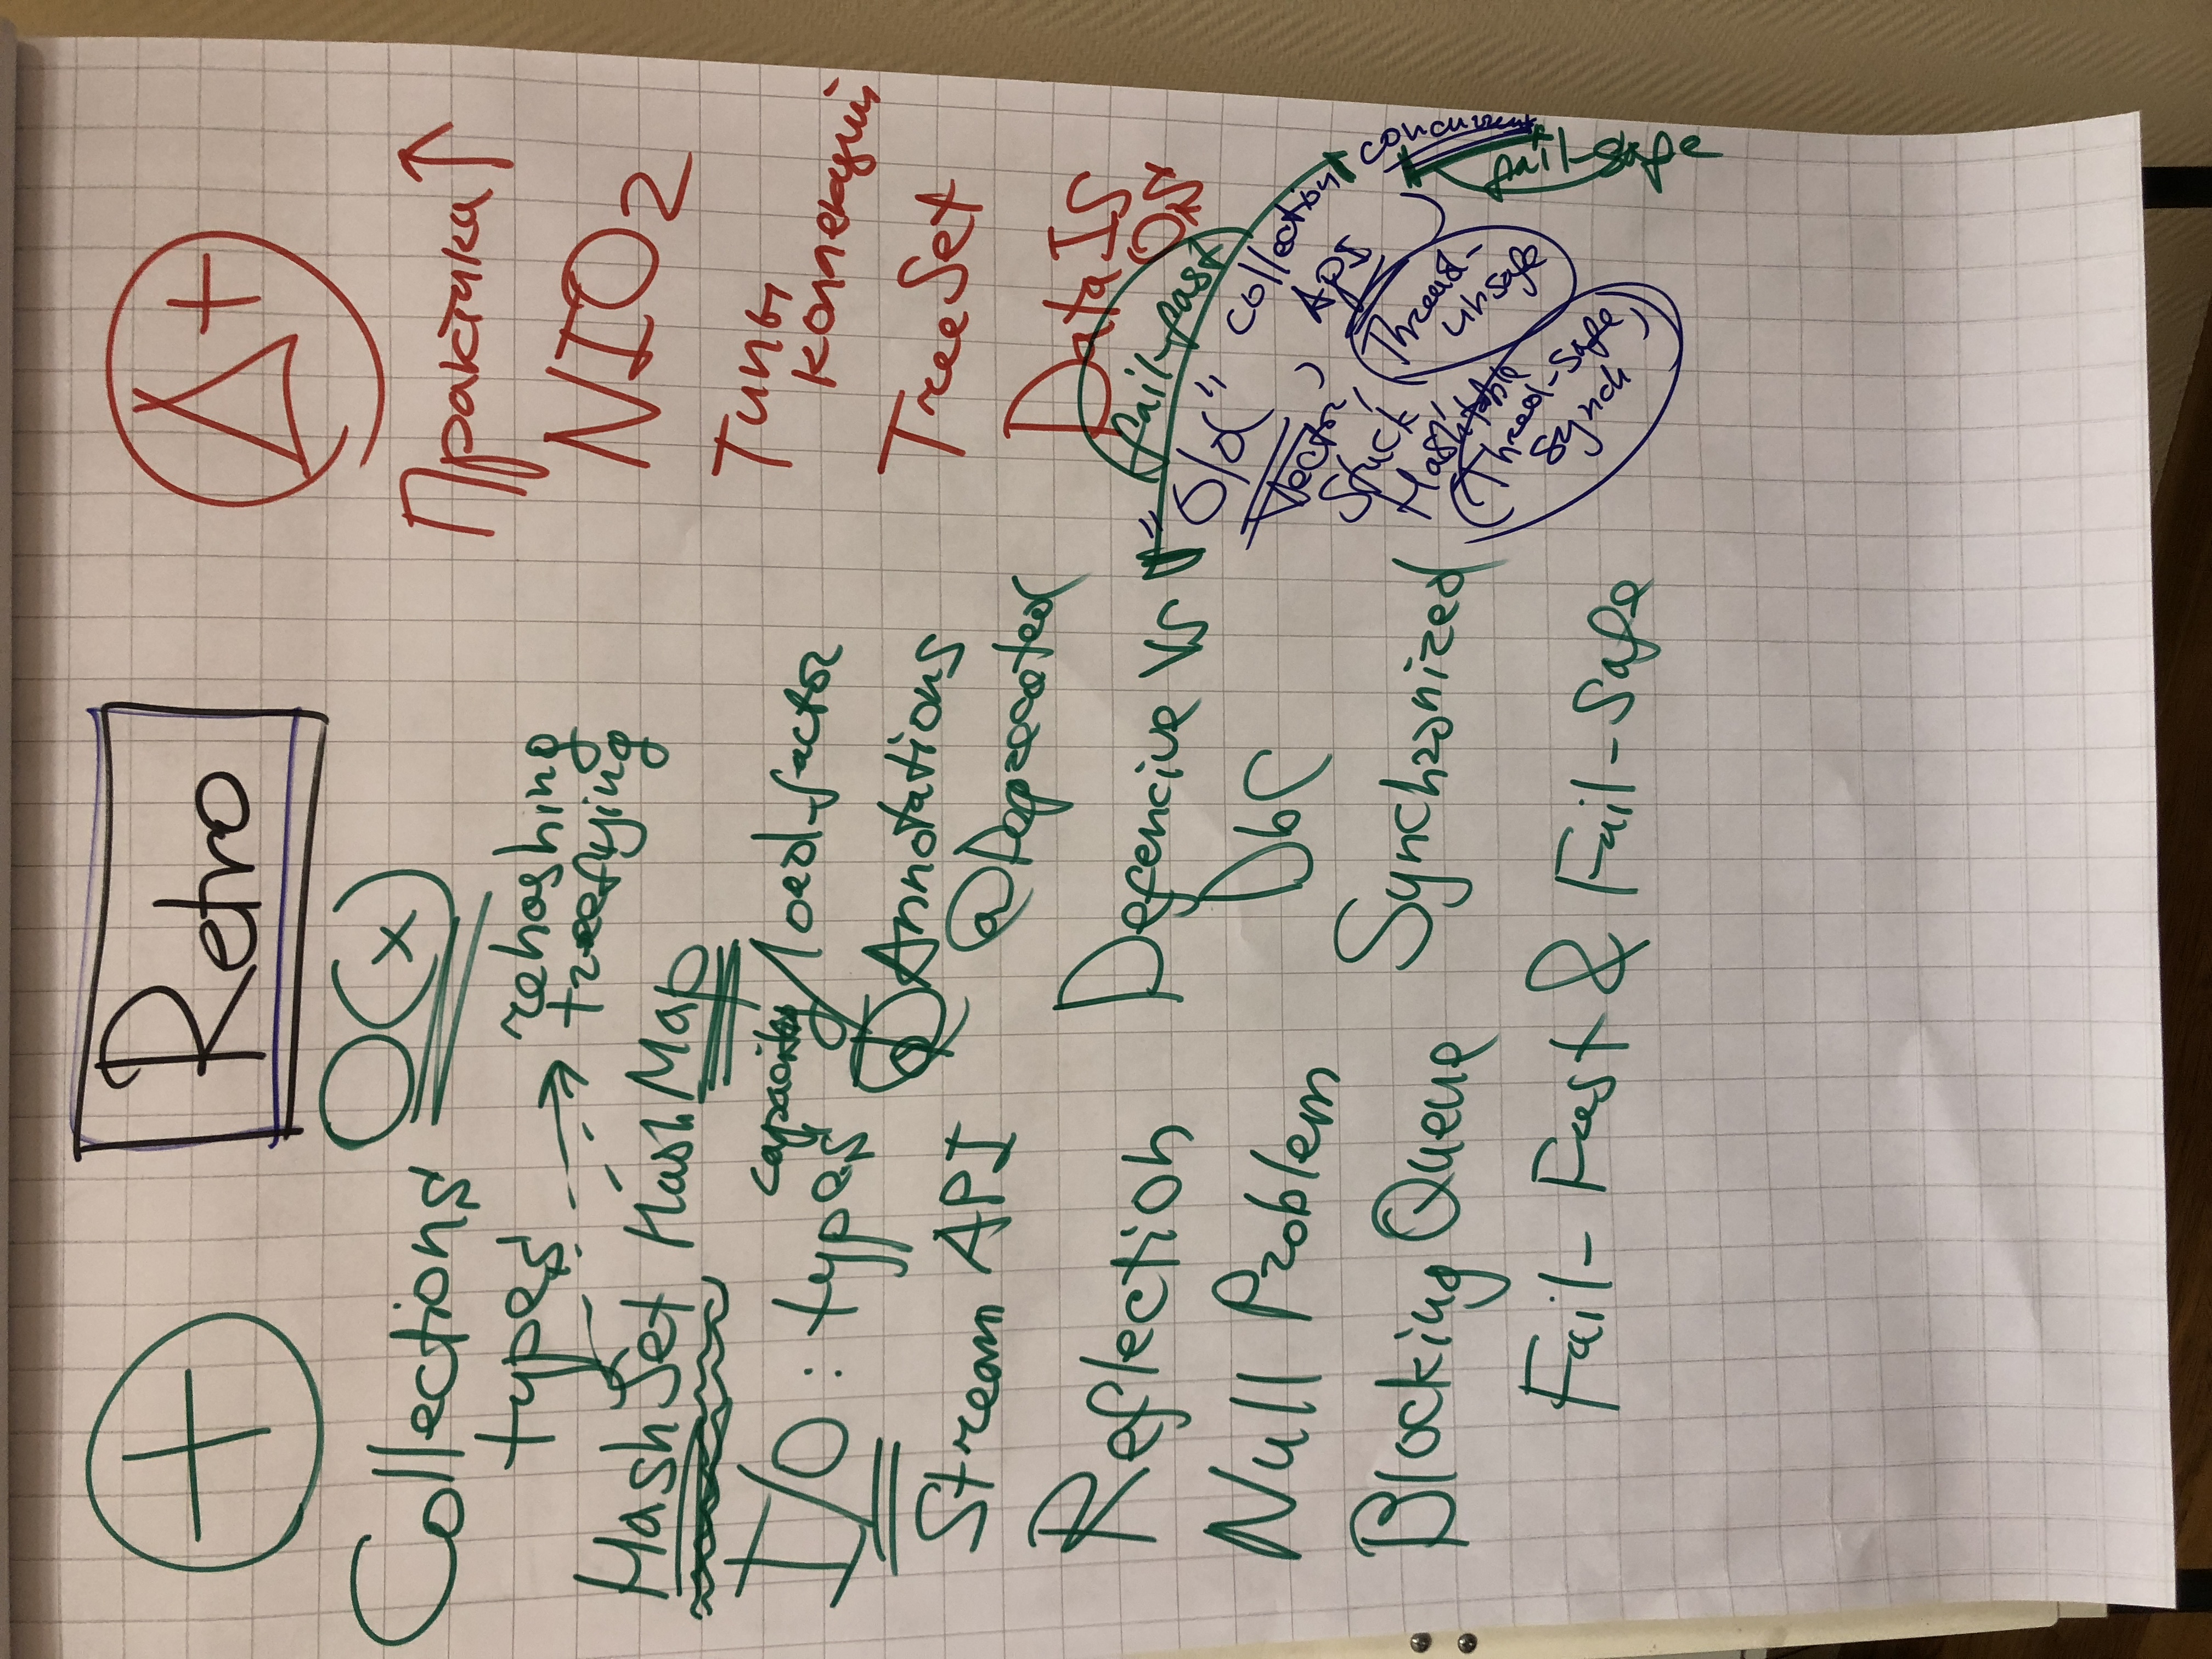 +
Retro
Δ+
Collections O(x)
types
rehashing
treefying
HashSet HashMap
I/O: types
capacity/load-factor
@Annotations
Stream API
@Deprecated
Reflection
Defencive vs
DbC
Null Problem
Blocking Queue
Synchronized
Fail-Fast & Fail-Safe
Практика↑
NIO2
Типы
коллекций
TreeSet
DataIS
OS
fail-fast
"Old" collection API, concurrent
Vector,
Stack,
Hashtable
(Thread-safe,
synch)
Thread-
unsafe
fail-safe